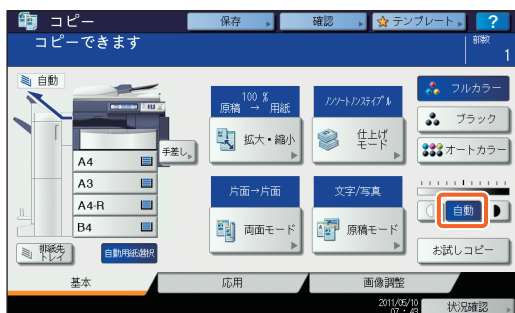 コピー
保存
確認
テンプレート
?
コピーできます
部数
1
自動
100 %
原稿 → 用紙
ノンソート/ノンステイプル
フルカラー
拡大・縮小
仕上げ
モード
ブラック
手差し
オートカラー
A4
A3
A4-R
B4
片面→片面
文字/写真
両面モード
原稿モード
自動
排紙先
トレイ
自動用紙選択
お試しコピー
基本
応用
画像調整
2011/05/10
07 : 43
状況確認